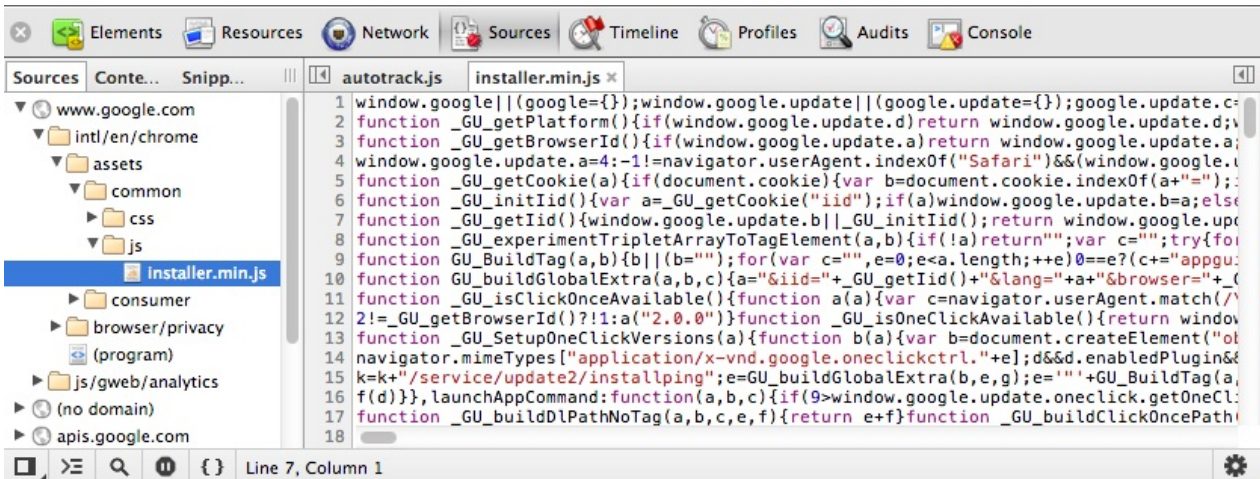 Elements Resources Network Sources Timeline Profiles Audits Console
Sources Conte... Snipp... autotrack.js installer.min.js ×
www.google.com
intl/en/chrome
assets
common
css
js
installer.min.js
consumer
browser/privacy
(program)
js/gweb/analytics
(no domain)
apis.google.com
1 window.google||(google={});window.google.update||(google.update={});google.update.c=
2 function _GU_getPlatform(){if(window.google.update.d)return window.google.update.d;
3 function _GU_getBrowserId(){if(window.google.update.a)return window.google.update.a;
4 window.google.update.a=4:-1!=navigator.userAgent.indexOf("Safari")&&(window.google.
5 function _GU_getCookie(a){if(document.cookie){var b=document.cookie.indexOf(a+"=");
6 function _GU_initIid(){var a=_GU_getCookie("iid");if(a)window.google.update.b=a;else
7 function _GU_getIid(){window.google.update.b||_GU_initIid();return window.google.upd
8 function _GU_experimentTripletArrayToTagElement(a,b){if(!a)return"";var c="";try{for
9 function GU_BuildTag(a,b){b||(b="");for(var c="",e=0;e<a.length;++e)0==e?(c+="appgui
10 function GU_buildGlobalExtra(a,b,c){a="&iid="+_GU_getIid()+"&lang="+a+"&browser="+_G
11 function _GU_isClickOnceAvailable(){function a(a){var c=navigator.userAgent.match(/\
12 2!=_GU_getBrowserId()?!1:a("2.0.0")}function _GU_isOneClickAvailable(){return window
13 function _GU_SetupOneClickVersions(a){function b(a){var b=document.createElement("ob
14 navigator.mimeTypes["application/x-vnd.google.oneclickctrl."+e];d&&d.enabledPlugin&&
15 k=k+"/service/update2/installping";e=GU_buildGlobalExtra(b,e,g);e='"'+GU_BuildTag(a,
16 f(d)}},launchAppCommand:function(a,b,c){if(9>window.google.update.oneclick.getOneCli
17 function _GU_buildDlPathNoTag(a,b,c,e,f){return e+f}function _GU_buildClickOncePath(
18
{ } Line 7, Column 1